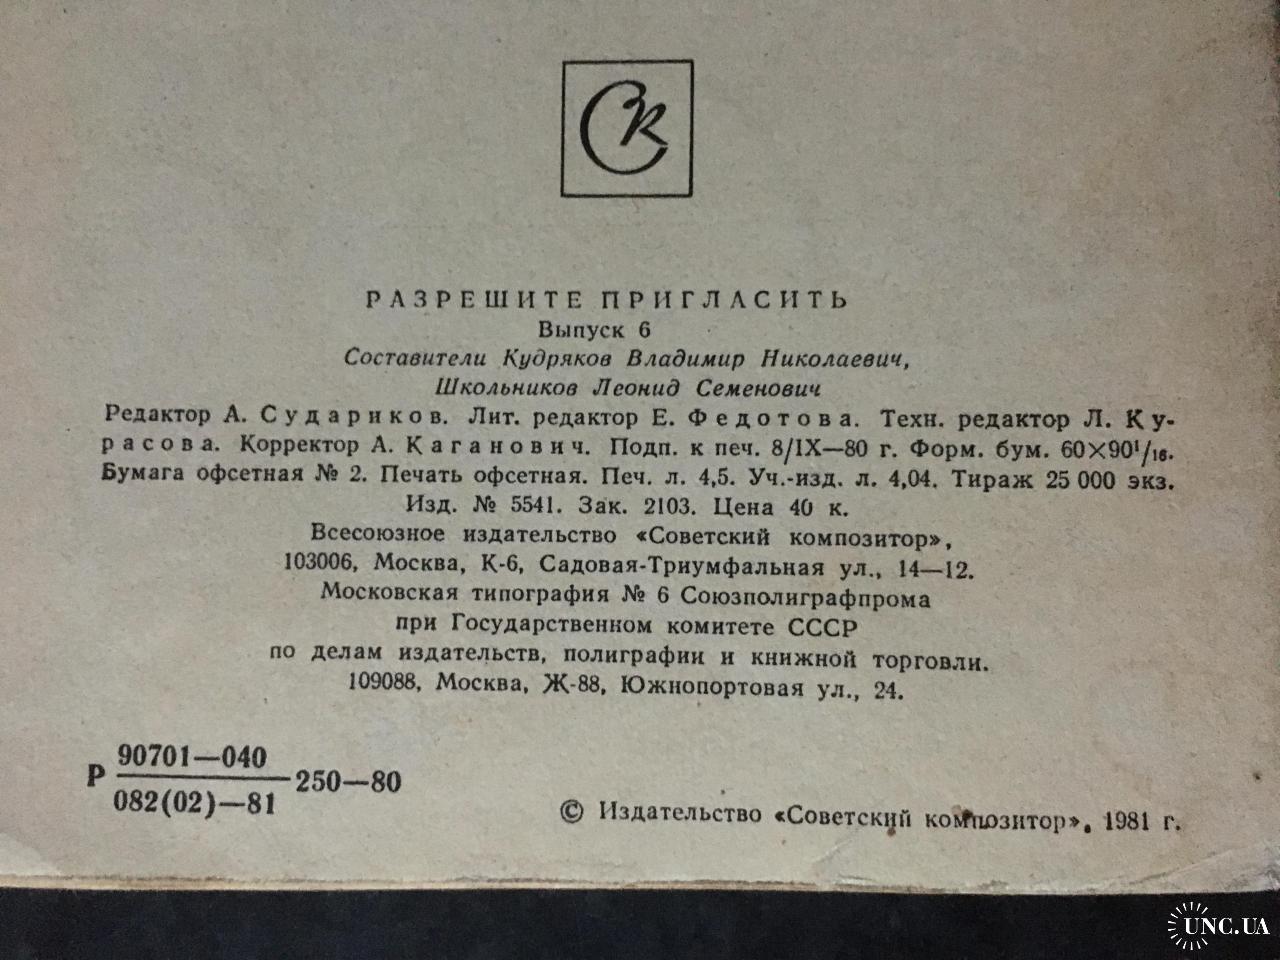 СК
РАЗРЕШИТЕ ПРИГЛАСИТЬ
Выпуск 6
Составители Кудряков Владимир Николаевич,
Школьников Леонид Семенович
Редактор А. Судариков. Лит. редактор Е. Федотова. Техн. редактор Л. Ку-
расова. Корректор А. Каганович. Подп. к печ. 8/IX—80 г. Форм. бум. 60×90¹/₁₆.
Бумага офсетная № 2. Печать офсетная. Печ. л. 4,5. Уч.-изд. л. 4,04. Тираж 25 000 экз.
Изд. № 5541. Зак. 2103. Цена 40 к.
Всесоюзное издательство «Советский композитор»,
103006, Москва, К-6, Садовая-Триумфальная ул., 14—12.
Московская типография № 6 Союзполиграфпрома
при Государственном комитете СССР
по делам издательств, полиграфии и книжной торговли.
109088, Москва, Ж-88, Южнопортовая ул., 24.
90701—040
Р 250—80
082(02)—81
© Издательство «Советский композитор», 1981 г.
UNC.UA